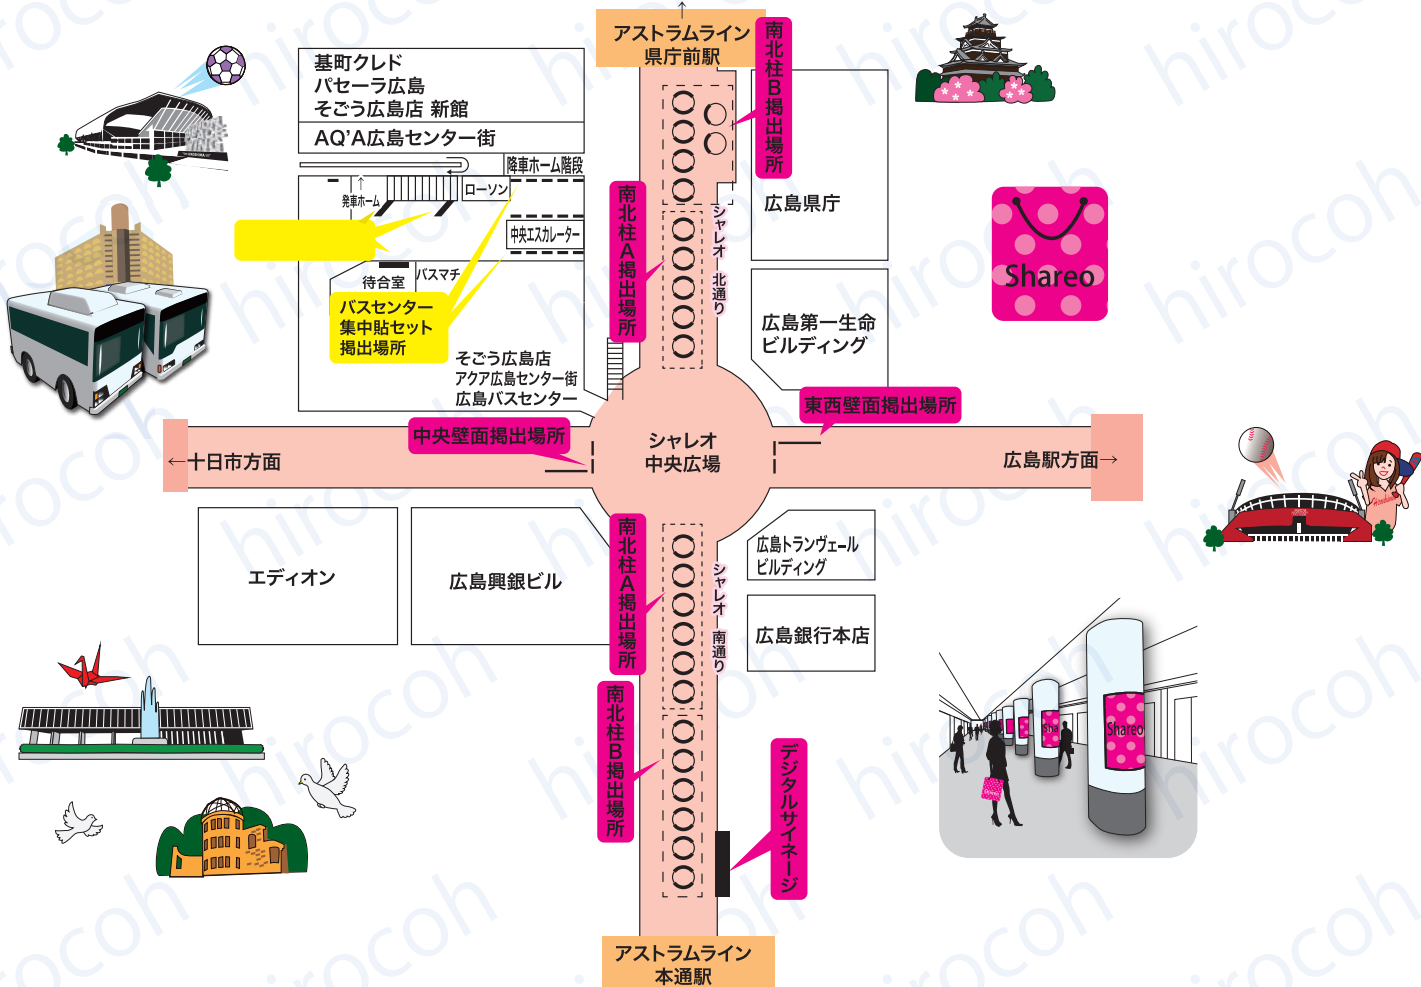 ↑
アストラムライン
県庁前駅
南北柱B掲出場所
基町クレド
パセーラ広島
そごう広島店 新館
AQ'A広島センター街
降車ホーム階段
発車ホーム
ローソン
中央エスカレーター
待合室
バスマチ
バスセンター
集中貼セット
掲出場所
そごう広島店
アクア広島センター街
広島バスセンター
南北柱A掲出場所
シャレオ 北通り
広島県庁
広島第一生命
ビルディング
Shareo
東西壁面掲出場所
中央壁面掲出場所
シャレオ
中央広場
←十日市方面
広島駅方面→
エディオン
広島興銀ビル
南北柱A掲出場所
シャレオ 南通り
広島トランヴェール
ビルディング
広島銀行本店
南北柱B掲出場所
デジタルサイネージ
Sha
Shareo
アストラムライン
本通駅
hirocoh